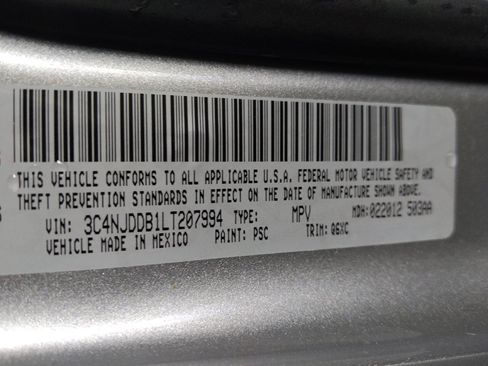 THIS VEHICLE CONFORMS TO ALL APPLICABLE U.S.A. FEDERAL MOTOR VEHICLE SAFETY AND
THEFT PREVENTION STANDARDS IN EFFECT ON THE DATE OF MANUFACTURE SHOWN ABOVE.
VIN: 3C4NJDDB1LT207994 TYPE: MPV MDH:022012 503AA
VEHICLE MADE IN MEXICO PAINT: PSC TRIM: Q6XC